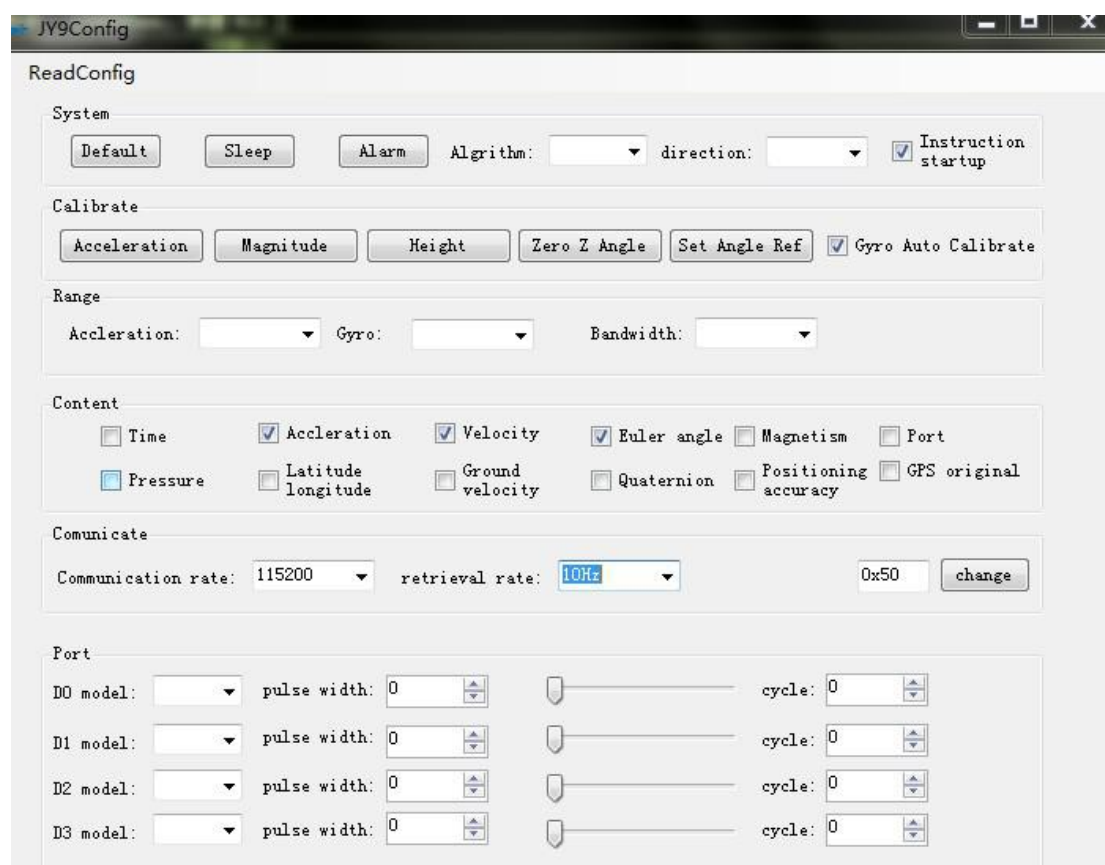 JY9Config
ReadConfig
System
Default Sleep Alarm Algrithm: direction: Instruction
startup
Calibrate
Acceleration Magnitude Height Zero Z Angle Set Angle Ref Gyro Auto Calibrate
Range
Accleration: Gyro: Bandwidth:
Content
Time Accleration Velocity Euler angle Magnetism Port
Pressure Latitude longitude Ground velocity Quaternion Positioning accuracy GPS original
Comunicate
Communication rate: 115200 retrieval rate: 10Hz 0x50 change
Port
D0 model: pulse width: 0 cycle: 0
D1 model: pulse width: 0 cycle: 0
D2 model: pulse width: 0 cycle: 0
D3 model: pulse width: 0 cycle: 0